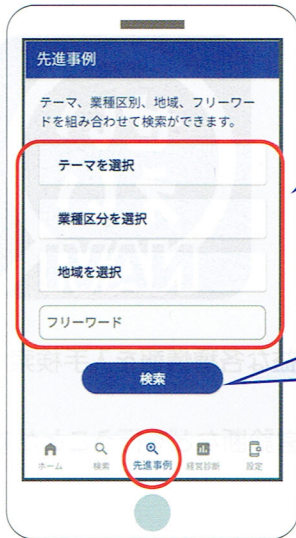 先進事例
テーマ、業種区別、地域、フリーワー
ドを組み合わせて検索ができます。
テーマを選択
業種区分を選択
地域を選択
フリーワード
検索
ホーム
検索
先進事例
経営診断
設定